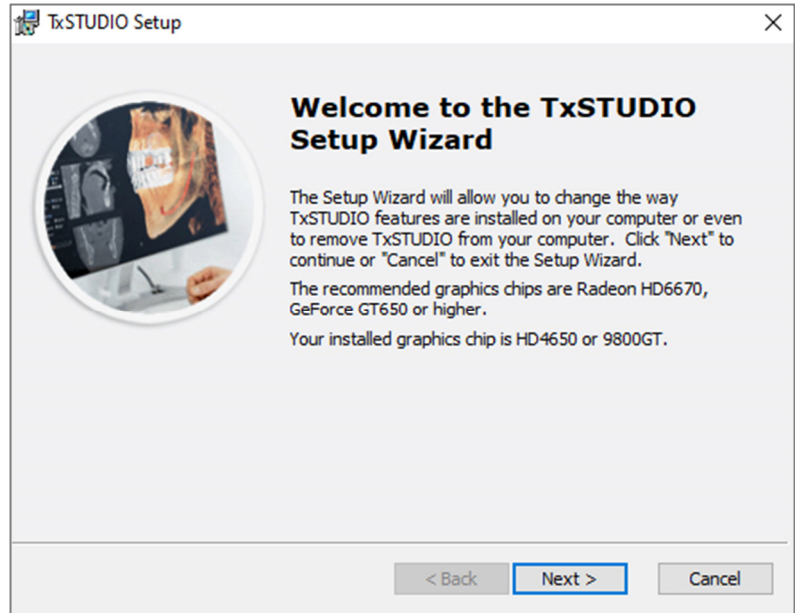 TxSTUDIO Setup
Welcome to the TxSTUDIO
Setup Wizard
The Setup Wizard will allow you to change the way
TxSTUDIO features are installed on your computer or even
to remove TxSTUDIO from your computer. Click "Next" to
continue or "Cancel" to exit the Setup Wizard.
The recommended graphics chips are Radeon HD6670,
GeForce GT650 or higher.
Your installed graphics chip is HD4650 or 9800GT.
< Back
Next >
Cancel